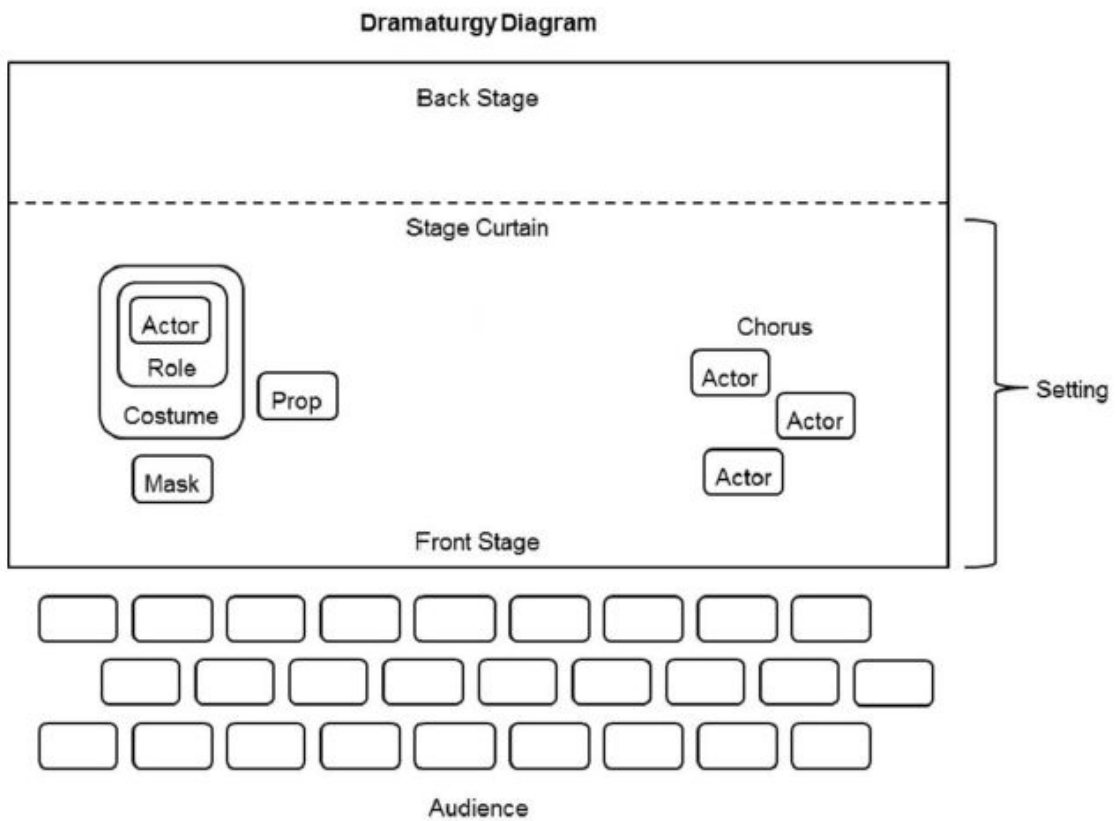 Dramaturgy Diagram
Back Stage
Stage Curtain
Actor
Role
Costume
Prop
Mask
Chorus
Actor
Actor
Actor
Setting
Front Stage
Audience